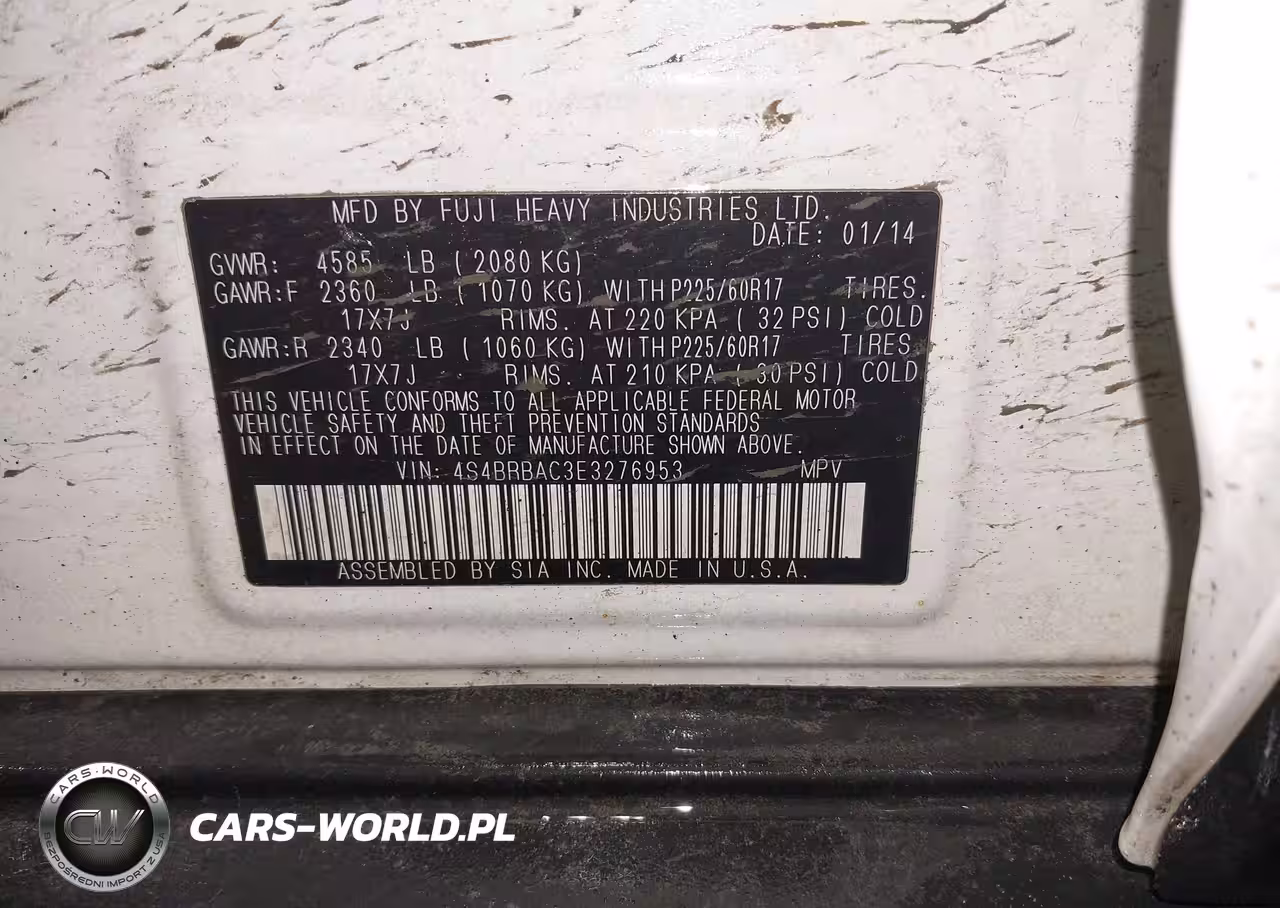 MFD BY FUJI HEAVY INDUSTRIES LTD.
DATE: 01/14
GVWR: 4585 LB ( 2080 KG)
GAWR:F 2360 LB ( 1070 KG) WITH P225/60R17 TIRES.
17X7J RIMS. AT 220 KPA ( 32 PSI) COLD
GAWR:R 2340 LB ( 1060 KG) WITH P225/60R17 TIRES.
17X7J RIMS. AT 210 KPA ( 30 PSI) COLD
THIS VEHICLE CONFORMS TO ALL APPLICABLE FEDERAL MOTOR
VEHICLE SAFETY AND THEFT PREVENTION STANDARDS
IN EFFECT ON THE DATE OF MANUFACTURE SHOWN ABOVE.
VIN: 4S4BRBAC3E3276953 MPV
ASSEMBLED BY SIA INC. MADE IN U.S.A.
CARS-WORLD
CW
BEZPOŚREDNI IMPORT Z USA
CARS-WORLD.PL